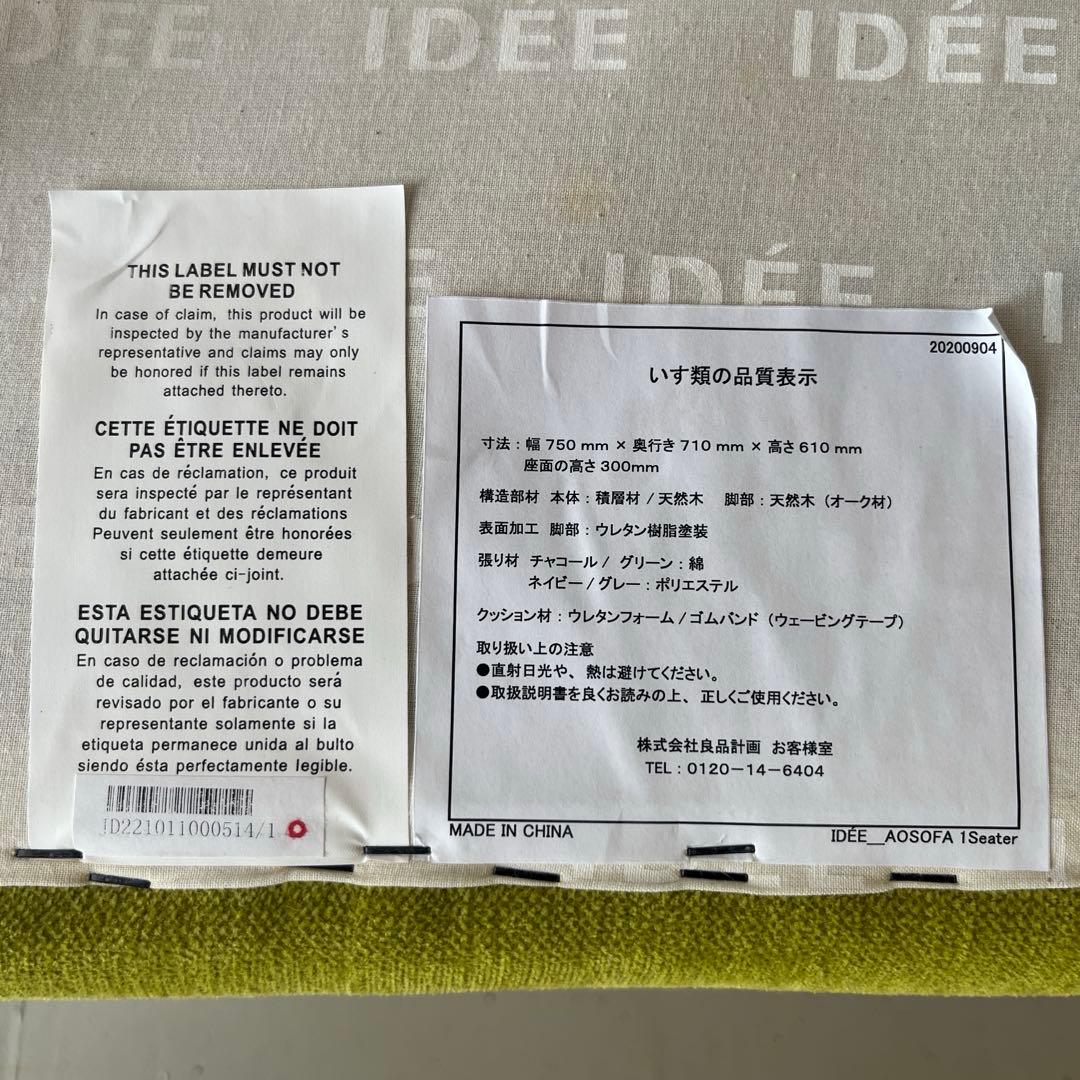 DÉE IDÉE IDÉE
IDÉE
THIS LABEL MUST NOT
BE REMOVED
In case of claim, this product will be
inspected by the manufacturer's
representative and claims may only
be honored if this label remains
attached thereto.
CETTE ÉTIQUETTE NE DOIT
PAS ÊTRE ENLEVÉE
En cas de réclamation, ce produit
sera inspecté par le représentant
du fabricant et des réclamations
Peuvent seulement être honorées
si cette étiquette demeure
attachée ci-joint.
ESTA ESTIQUETA NO DEBE
QUITARSE NI MODIFICARSE
En caso de reclamación o problema
de calidad, este producto será
revisado por el fabricante o su
representante solamente si la
etiqueta permanece unida al bulto
siendo ésta perfectamente legible.
ID221011000514/1
20200904
いす類の品質表示
寸法：幅 750 mm × 奥行き 710 mm × 高さ 610 mm
座面の高さ 300mm
構造部材 本体：積層材 / 天然木 脚部：天然木（オーク材）
表面加工 脚部：ウレタン樹脂塗装
張り材 チャコール / グリーン：綿
ネイビー / グレー：ポリエステル
クッション材：ウレタンフォーム / ゴムバンド（ウェービングテープ）
取り扱い上の注意
●直射日光や、熱は避けてください。
●取扱説明書を良くお読みの上、正しくご使用ください。
株式会社良品計画 お客様室
TEL：0120－14－6404
MADE IN CHINA
IDÉE__AOSOFA 1Seater